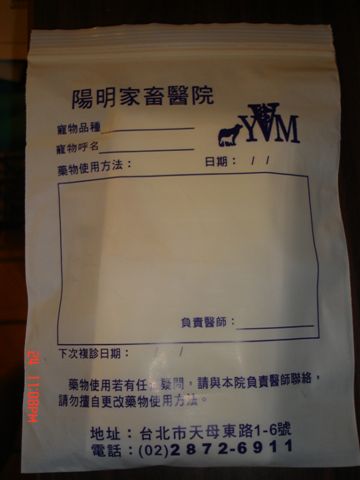 陽明家畜醫院
YVM
寵物品種
寵物呼名
藥物使用方法： 日期： / /
負責醫師：
下次複診日期： /
藥物使用若有任 疑問，請與本院負責醫師聯絡，
請勿擅自更改藥物使用方法。
地址：台北市天母東路1-6號
電話：(02)2872-6911
24 11:08PM